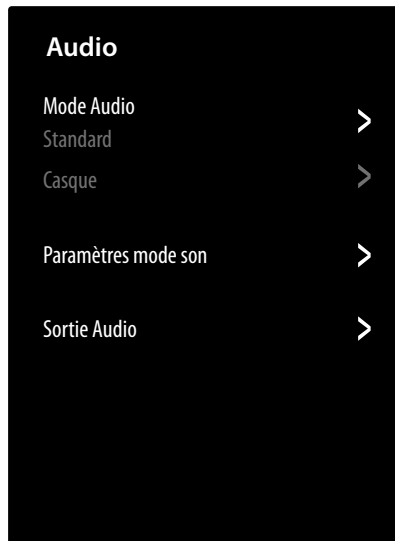 Audio
Mode Audio
Standard
Casque
Paramètres mode son
Sortie Audio